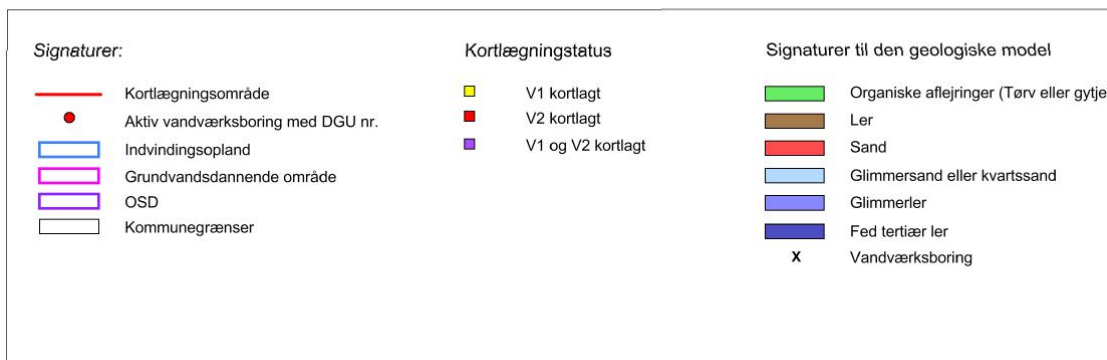 Signaturer:
Kortlægningsområde
Aktiv vandværksboring med DGU nr.
Indvindingsopland
Grundvandsdannende område
OSD
Kommunegrænser
Kortlægningstatus
V1 kortlagt
V2 kortlagt
V1 og V2 kortlagt
Signaturer til den geologiske model
Organiske aflejringer (Tørv eller gytje
Ler
Sand
Glimmersand eller kvartssand
Glimmerler
Fed tertiær ler
X Vandværksboring